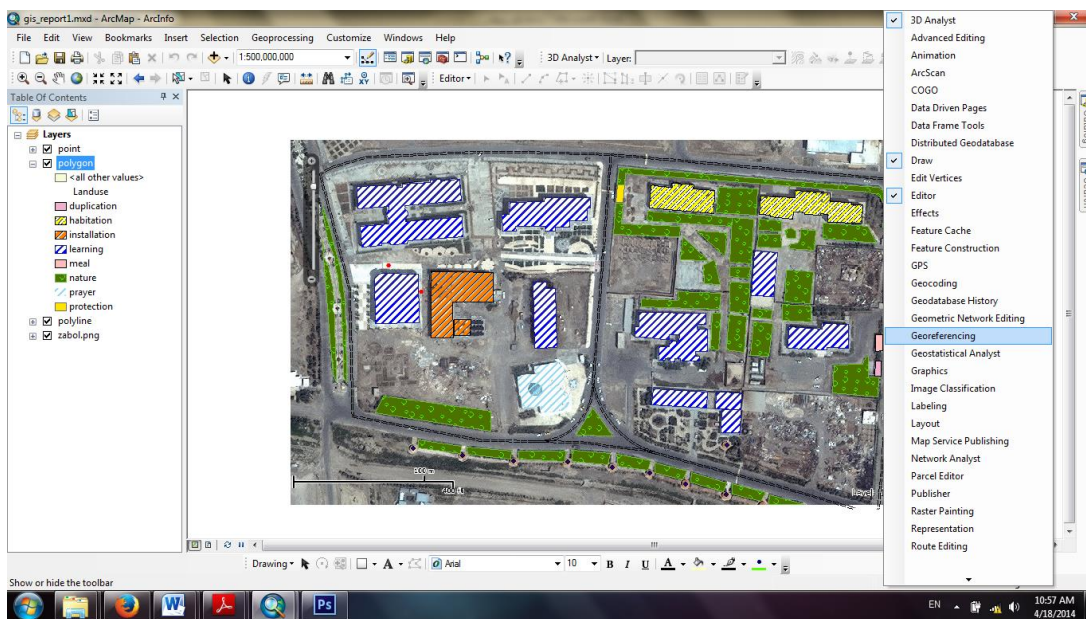 gis_report1.mxd - ArcMap - ArcInfo
File Edit View Bookmarks Insert Selection Geoprocessing Customize Windows Help
1:500,000,000
3D Analyst Layer:
Editor
Table Of Contents
Layers
point
polygon
<all other values>
Landuse
duplication
habitation
installation
learning
meal
nature
prayer
protection
polyline
zabol.png
100 m
400 ft
3D Analyst
Advanced Editing
Animation
ArcScan
COGO
Data Driven Pages
Data Frame Tools
Distributed Geodatabase
Draw
Edit Vertices
Editor
Effects
Feature Cache
Feature Construction
GPS
Geocoding
Geodatabase History
Geometric Network Editing
Georeferencing
Geostatistical Analyst
Graphics
Image Classification
Labeling
Layout
Map Service Publishing
Network Analyst
Parcel Editor
Publisher
Raster Painting
Representation
Route Editing
Drawing A Arial 10 B I U A
Show or hide the toolbar
W Ps EN 10:57 AM
4/18/2014